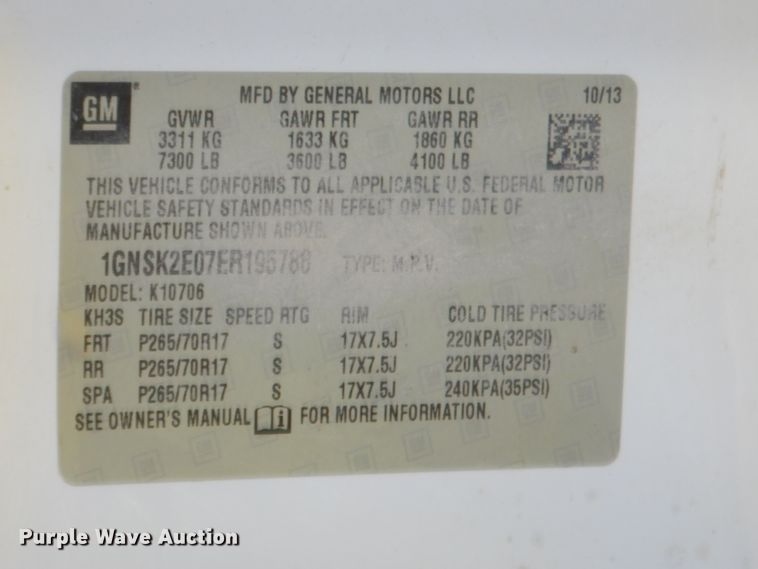 GM
MFD BY GENERAL MOTORS LLC 10/13
GVWR GAWR FRT GAWR RR
3311 KG 1633 KG 1860 KG
7300 LB 3600 LB 4100 LB
THIS VEHICLE CONFORMS TO ALL APPLICABLE U.S. FEDERAL MOTOR
VEHICLE SAFETY STANDARDS IN EFFECT ON THE DATE OF
MANUFACTURE SHOWN ABOVE.
1GNSK2E07ER195788 TYPE: M.P.V.
MODEL: K10706
KH3S TIRE SIZE SPEED RTG RIM COLD TIRE PRESSURE
FRT P265/70R17 S 17X7.5J 220KPA(32PSI)
RR P265/70R17 S 17X7.5J 220KPA(32PSI)
SPA P265/70R17 S 17X7.5J 240KPA(35PSI)
SEE OWNER'S MANUAL i FOR MORE INFORMATION.
Purple Wave Auction